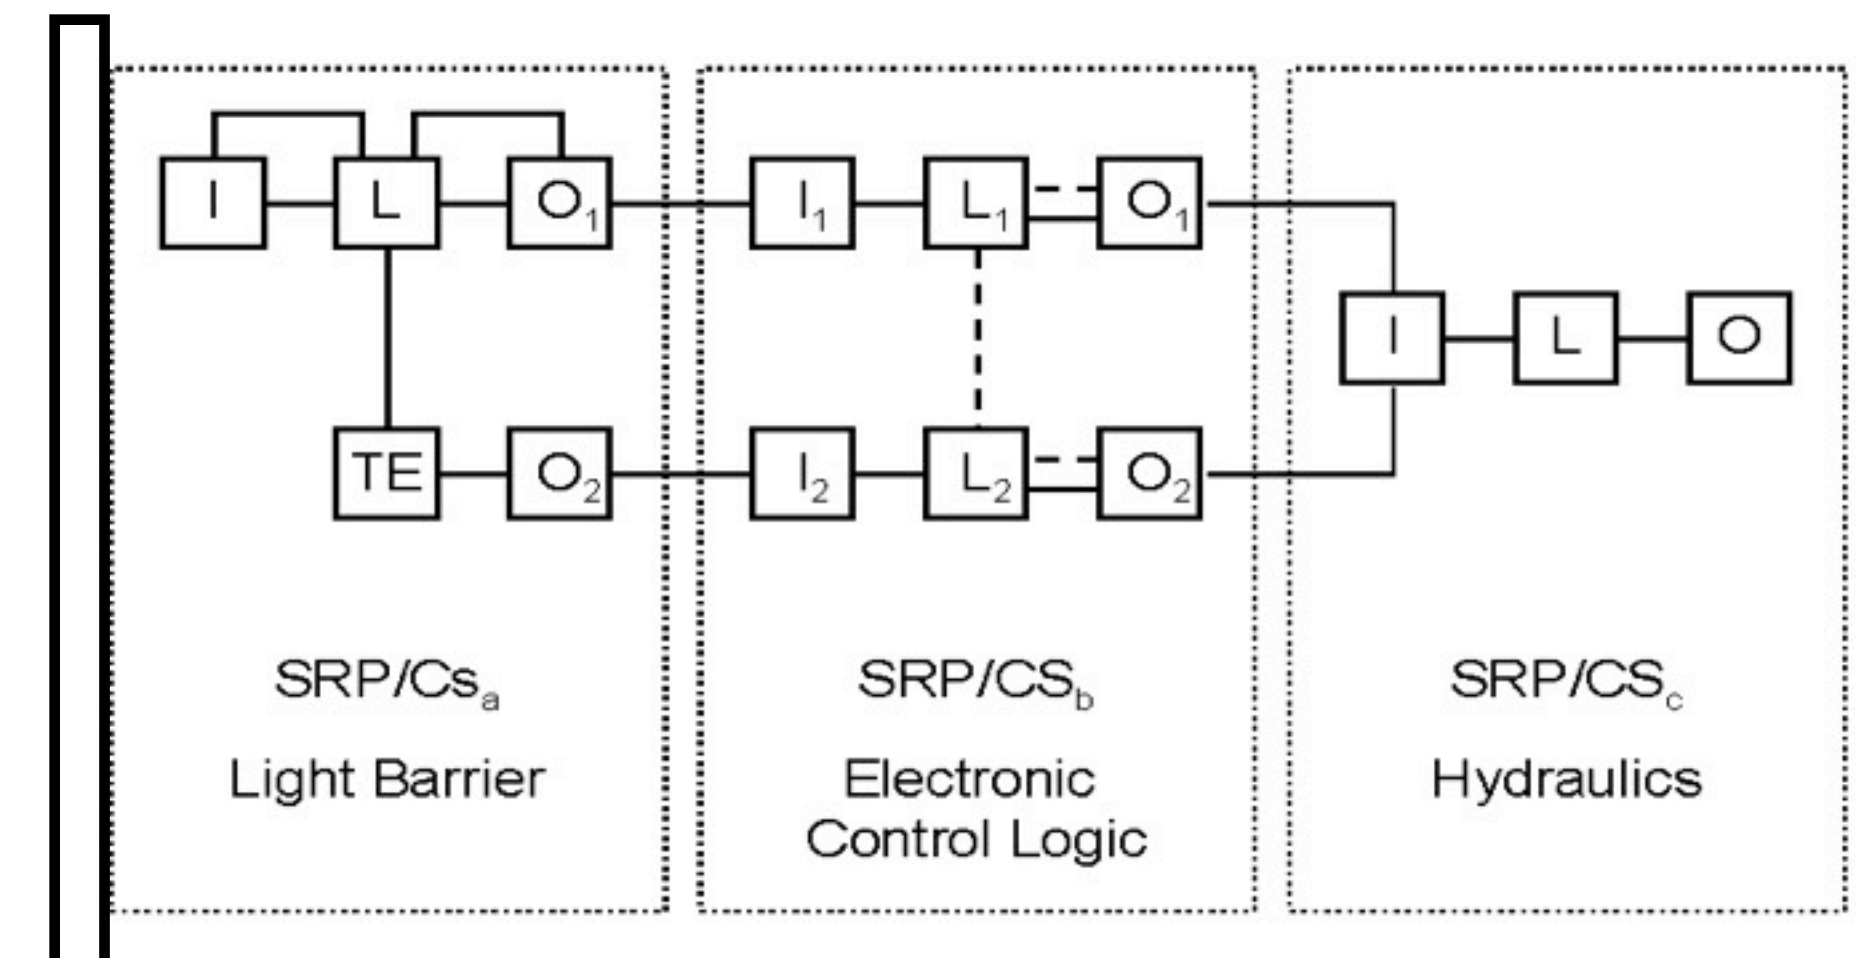 I L O1 I1 L1 O1
I L O
TE O2 I2 L2 O2
SRP/Csa
Light Barrier
SRP/CSb
Electronic
Control Logic
SRP/CSc
Hydraulics